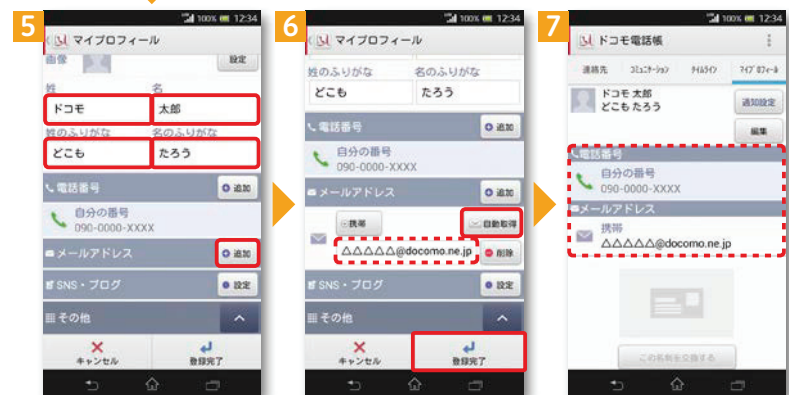 5
100% 12:34
マイプロフィール
画像
設定
姓 名
ドコモ 太郎
姓のふりがな 名のふりがな
どこも たろう
電話番号 追加
自分の番号
090-0000-XXXX
メールアドレス 追加
SNS・ブログ 設定
その他
キャンセル 登録完了
6
100% 12:34
マイプロフィール
姓のふりがな 名のふりがな
どこも たろう
電話番号 追加
自分の番号
090-0000-XXXX
メールアドレス 追加
携帯 自動取得
△△△△△@docomo.ne.jp 削除
SNS・ブログ 設定
その他
キャンセル 登録完了
7
100% 12:34
ドコモ電話帳
連絡先 コミュニケーション タイムライン マイプロフィール
ドコモ 太郎
どこも たろう
追加設定
編集
電話番号
自分の番号
090-0000-XXXX
メールアドレス
携帯
△△△△△@docomo.ne.jp
この名刺を交換する